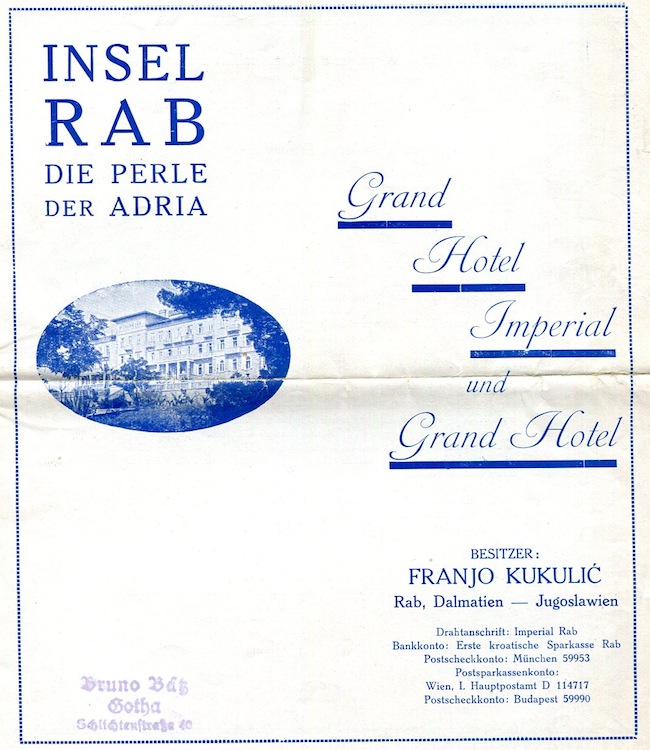 INSEL
RAB
DIE PERLE
DER ADRIA
Grand
Hotel
Imperial
und
Grand Hotel
BESITZER:
FRANJO KUKULIĆ
Rab, Dalmatien — Jugoslawien
Drahtanschrift: Imperial Rab
Bankkonto: Erste kroatische Sparkasse Rab
Postscheckkonto: München 59953
Postsparkassenkonto:
Wien, I. Hauptpostamt D 114717
Postscheckkonto: Budapest 59990
Bruno Bätz
Gotha
Schlichtenstraße